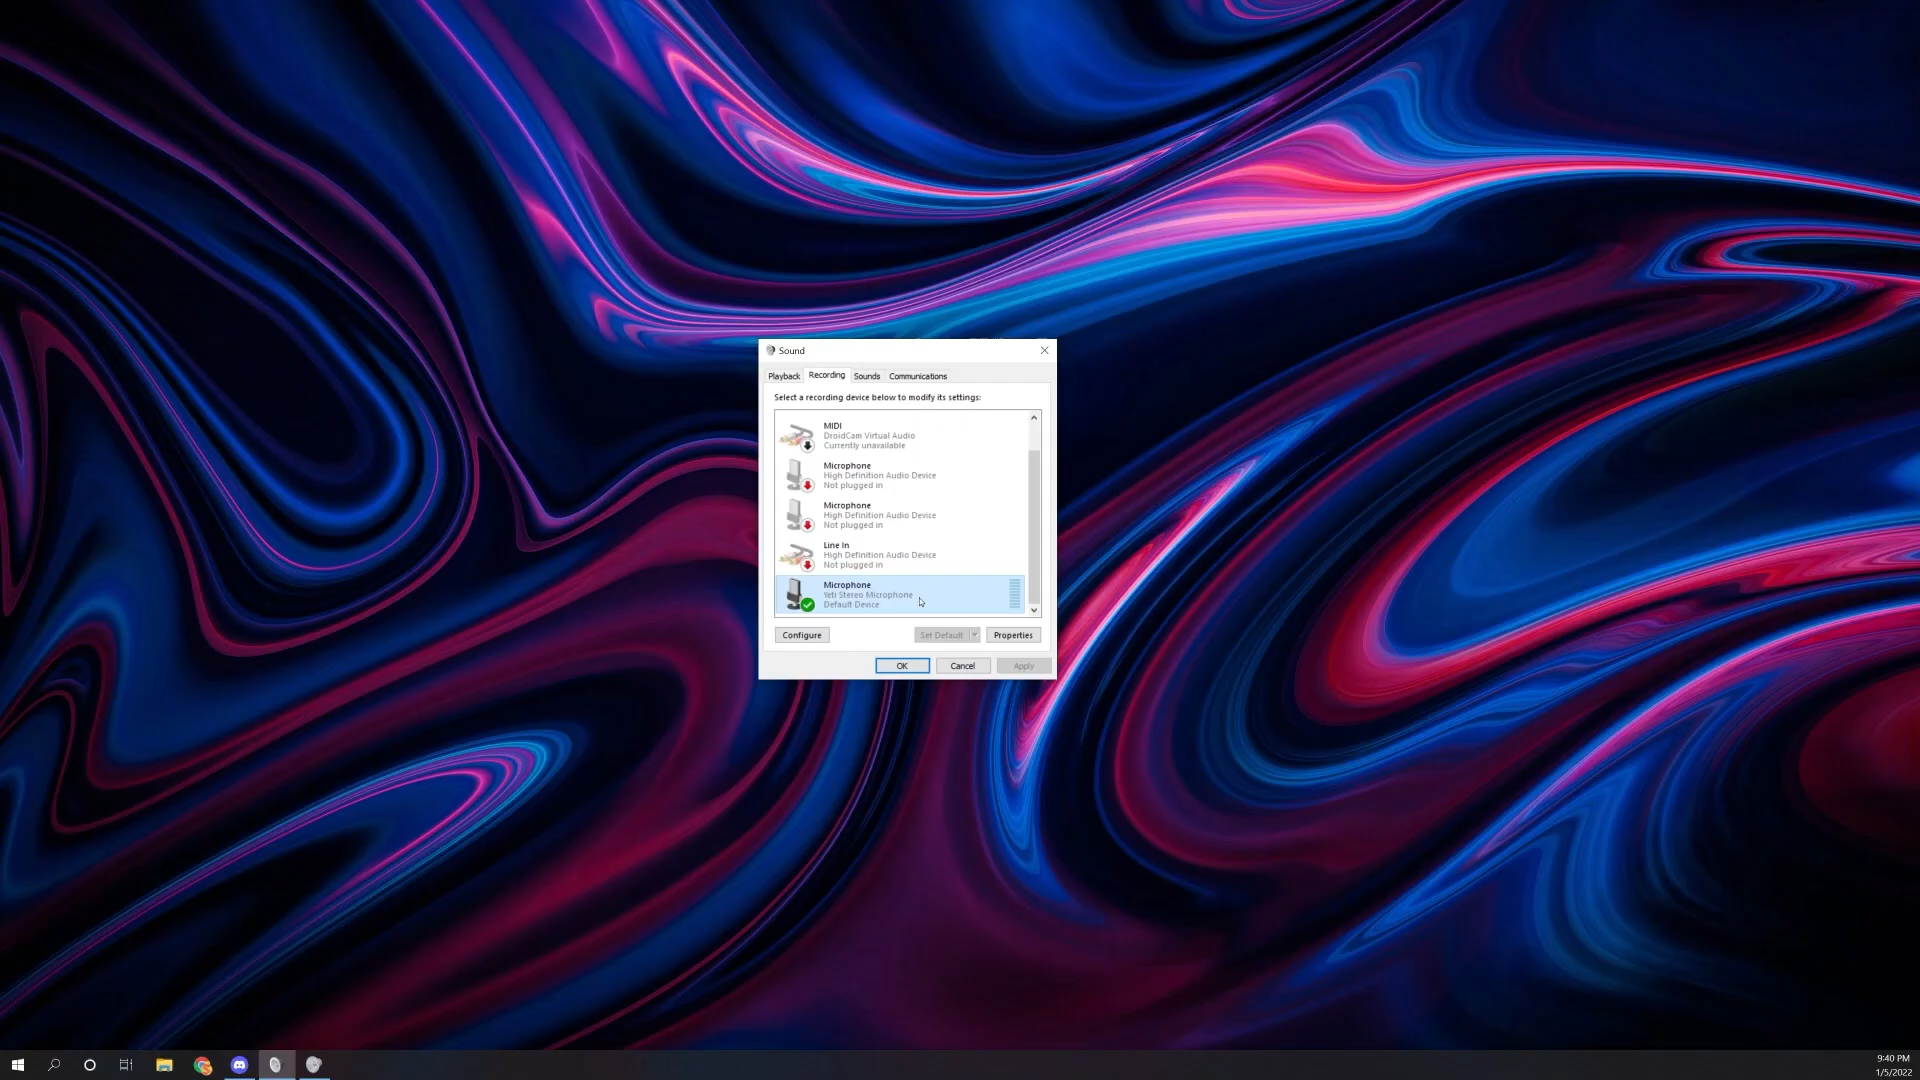 Sound
Playback Recording Sounds Communications
Select a recording device below to modify its settings:
MIDI
DroidCam Virtual Audio
Currently unavailable
Microphone
High Definition Audio Device
Not plugged in
Microphone
High Definition Audio Device
Not plugged in
Line In
High Definition Audio Device
Not plugged in
Microphone
Yeti Stereo Microphone
Default Device
Configure Set Default Properties
OK Cancel Apply
9:40 PM
1/5/2022